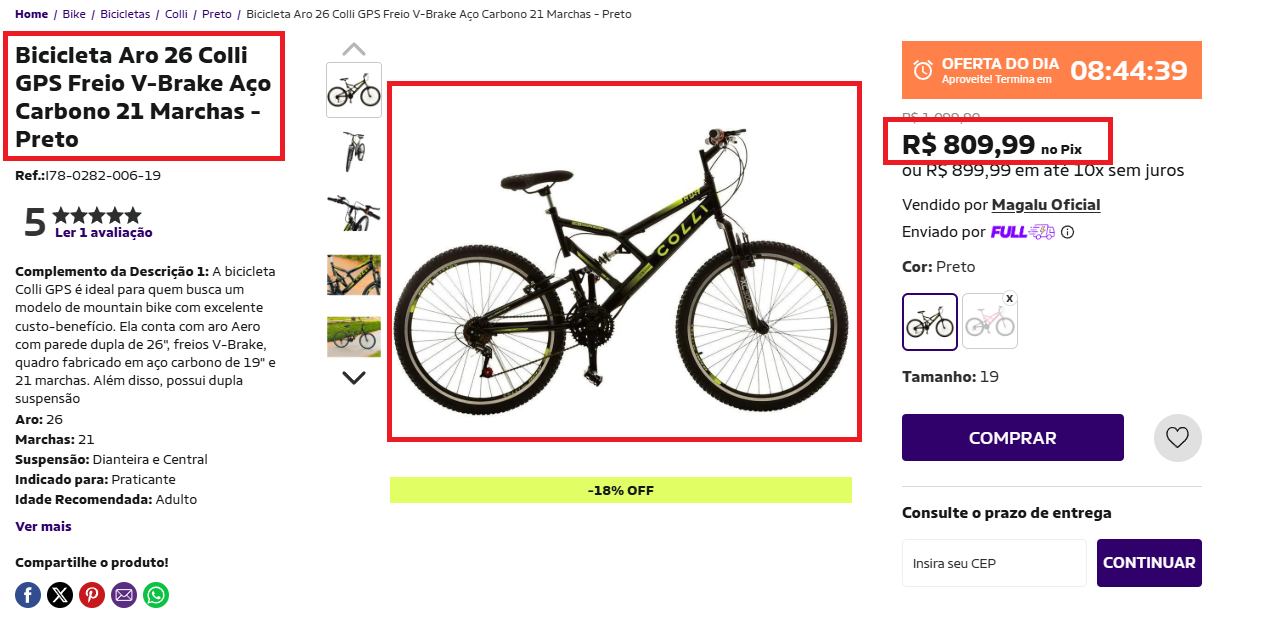 Home / Bike / Bicicletas / Colli / Preto / Bicicleta Aro 26 Colli GPS Freio V-Brake Aço Carbono 21 Marchas - Preto
Bicicleta Aro 26 Colli
GPS Freio V-Brake Aço
Carbono 21 Marchas -
Preto
Ref.:I78-0282-006-19
5
Ler 1 avaliação
Complemento da Descrição 1: A bicicleta
Colli GPS é ideal para quem busca um
modelo de mountain bike com excelente
custo-benefício. Ela conta com aro Aero
com parede dupla de 26", freios V-Brake,
quadro fabricado em aço carbono de 19" e
21 marchas. Além disso, possui dupla
suspensão
Aro: 26
Marchas: 21
Suspensão: Dianteira e Central
Indicado para: Praticante
Idade Recomendada: Adulto
Ver mais
Compartilhe o produto!
COLLI
-18% OFF
OFERTA DO DIA
Aproveite! Termina em
08:44:39
R$ 1.099,90
R$ 809,99 no Pix
ou R$ 899,99 em até 10x sem juros
Vendido por Magalu Oficial
Enviado por FULL
Cor: Preto
x
Tamanho: 19
COMPRAR
Consulte o prazo de entrega
Insira seu CEP
CONTINUAR